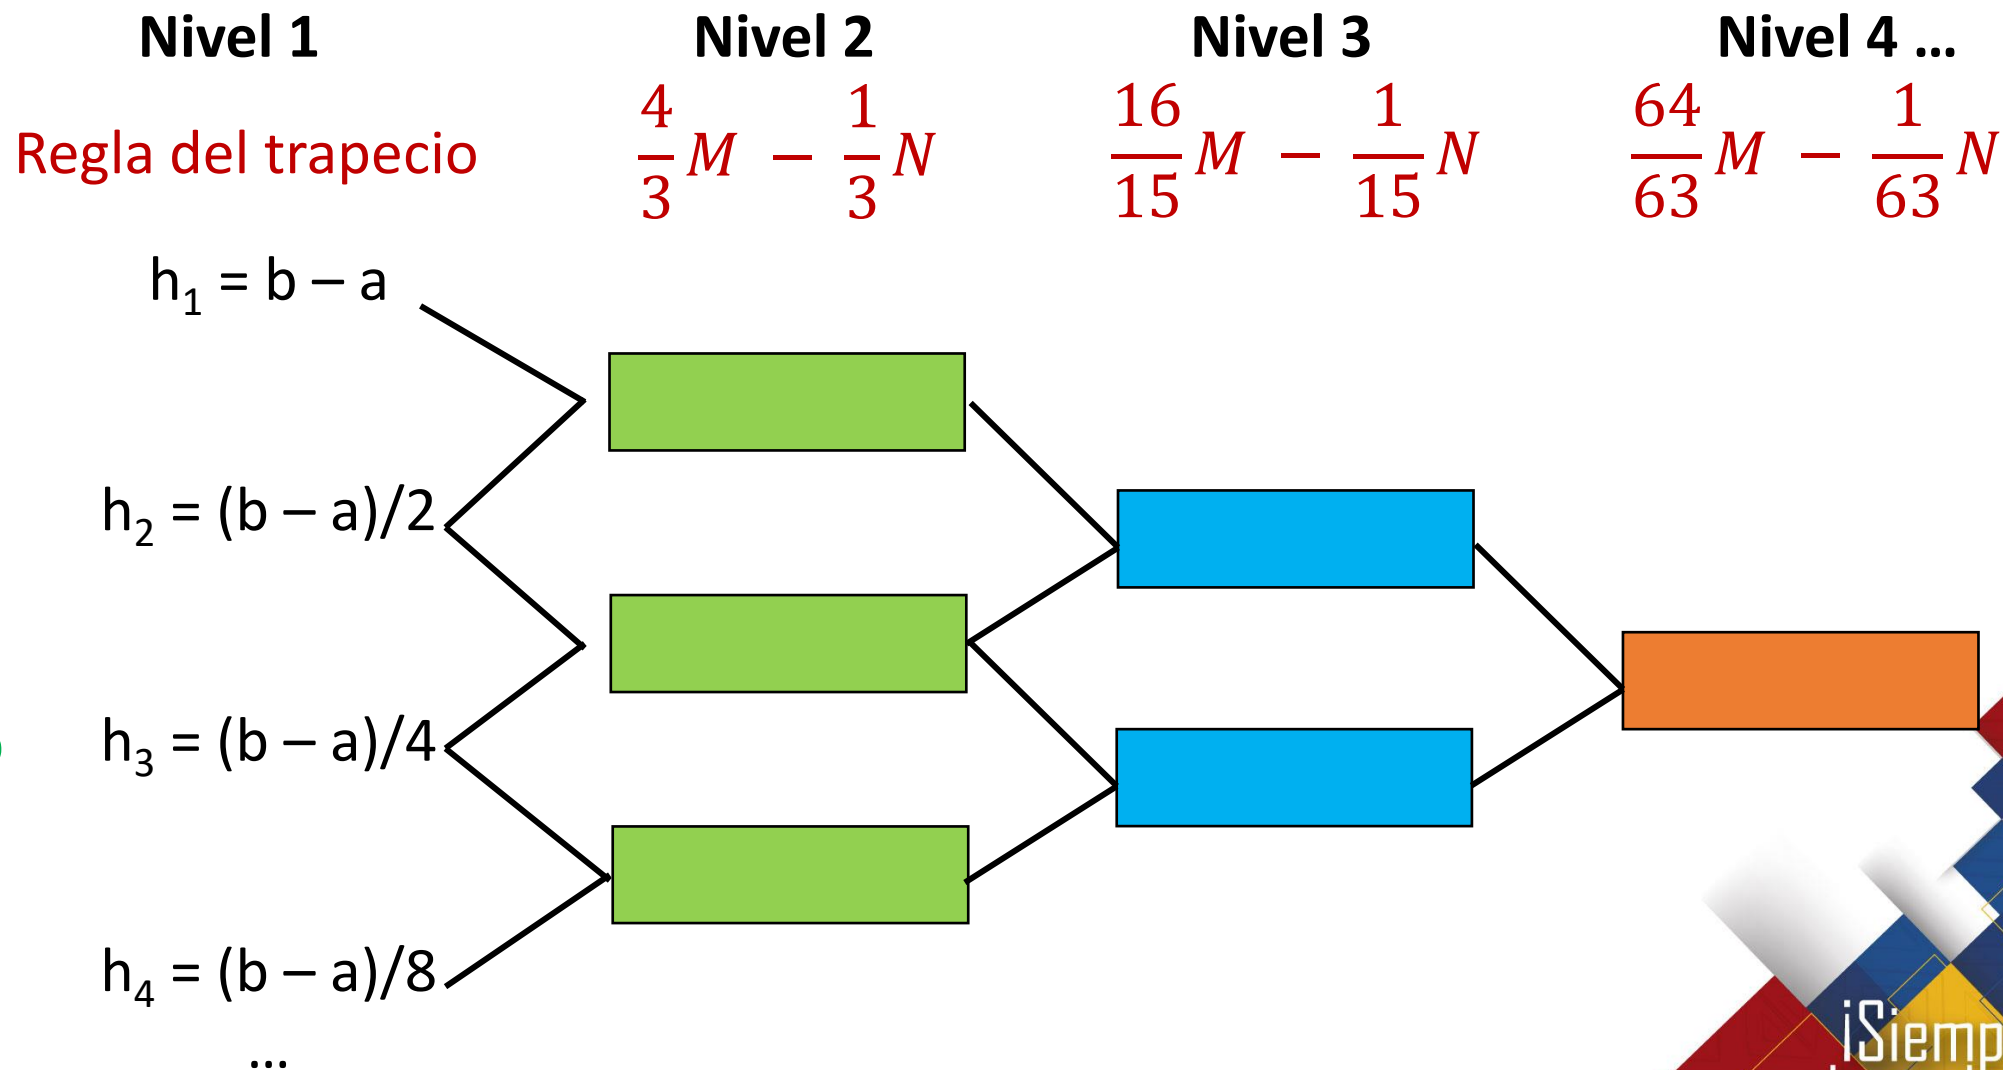 Nivel 1 Nivel 2 Nivel 3 Nivel 4 ...
Regla del trapecio 4/3 M − 1/3 N 16/15 M − 1/15 N 64/63 M − 1/63 N
h₁ = b – a
h₂ = (b – a)/2
h₃ = (b – a)/4
h₄ = (b – a)/8
...
¡Siemp